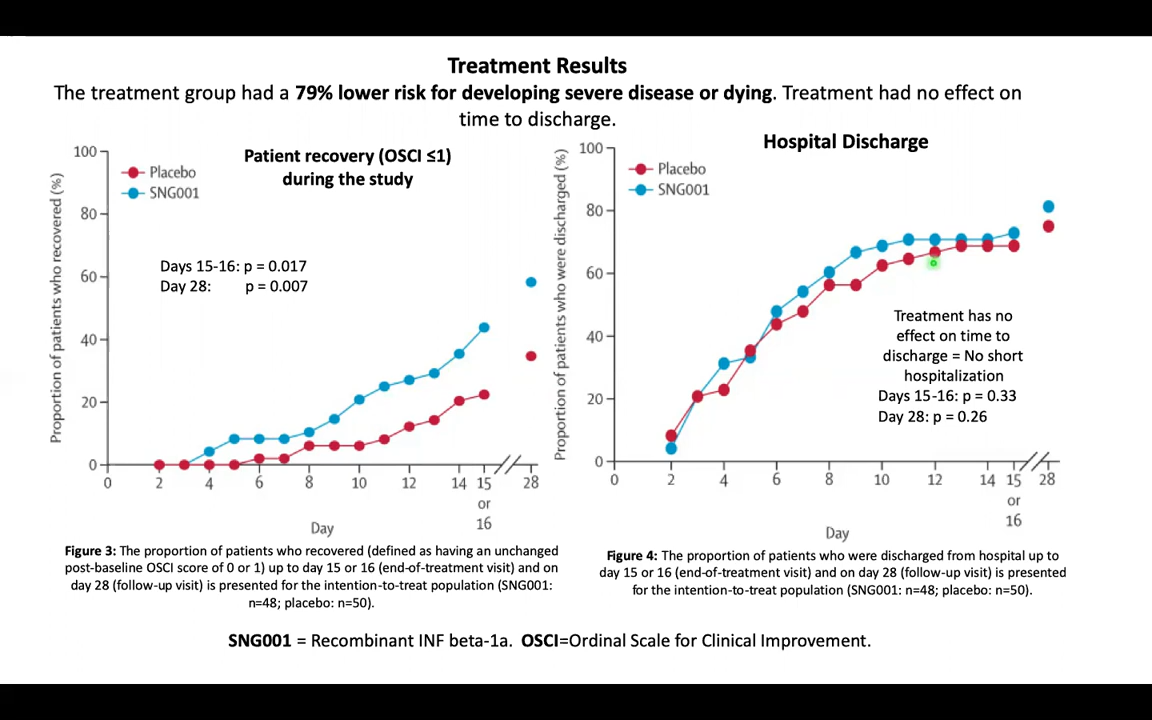 Treatment Results
The treatment group had a 79% lower risk for developing severe disease or dying. Treatment had no effect on
time to discharge.
Patient recovery (OSCI ≤1)
during the study
Proportion of patients who recovered (%)
100
80
60
40
20
0
Placebo
SNG001
Days 15-16: p = 0.017
Day 28: p = 0.007
0 2 4 6 8 10 12 14 15 28
or
16
Day
Figure 3: The proportion of patients who recovered (defined as having an unchanged
post-baseline OSCI score of 0 or 1) up to day 15 or 16 (end-of-treatment visit) and on
day 28 (follow-up visit) is presented for the intention-to-treat population (SNG001:
n=48; placebo: n=50).
Hospital Discharge
Proportion of patients who were discharged (%)
100
80
60
40
20
0
Placebo
SNG001
Treatment has no
effect on time to
discharge = No short
hospitalization
Days 15-16: p = 0.33
Day 28: p = 0.26
0 2 4 6 8 10 12 14 15 28
or
16
Day
Figure 4: The proportion of patients who were discharged from hospital up to
day 15 or 16 (end-of-treatment visit) and on day 28 (follow-up visit) is presented
for the intention-to-treat population (SNG001: n=48; placebo: n=50).
SNG001 = Recombinant INF beta-1a. OSCI=Ordinal Scale for Clinical Improvement.